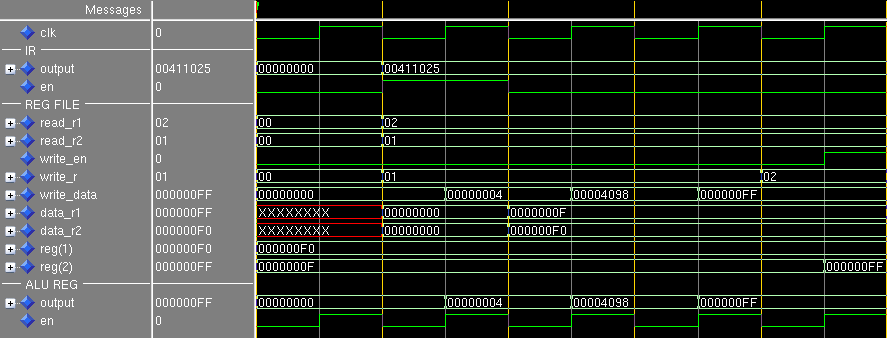 Messages
clk 0
IR
output 00411025 00000000 00411025
en 0
REG FILE
read_r1 02 00 02
read_r2 01 00 01
write_en 0
write_r 01 00 01 02
write_data 000000FF 00000000 00000004 00004098 000000FF
data_r1 0000000F XXXXXXXX 00000000 0000000F
data_r2 000000F0 XXXXXXXX 00000000 000000F0
reg(1) 000000F0 000000F0
reg(2) 000000FF 0000000F 000000FF
ALU REG
output 000000FF 00000000 00000004 00004098 000000FF
en 0